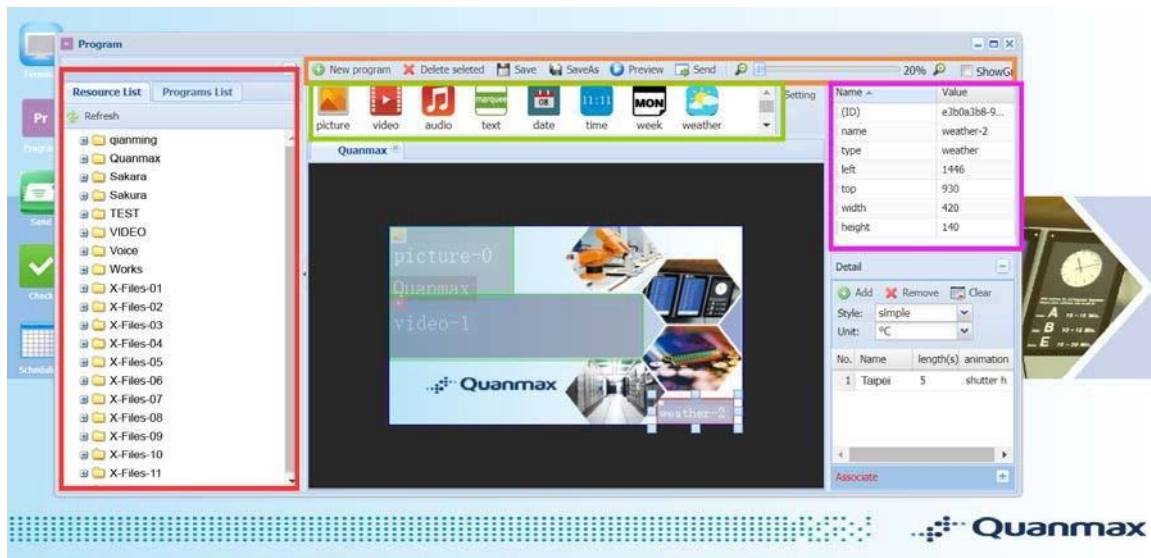 Program
New program Delete seleted Save SaveAs Preview Send 20% ShowGr
Resource List Programs List
Refresh
qianming
Quanmax
Sakara
Sakura
TEST
VIDEO
Voice
Works
X-Files-01
X-Files-02
X-Files-03
X-Files-04
X-Files-05
X-Files-06
X-Files-07
X-Files-08
X-Files-09
X-Files-10
X-Files-11
Pr
Send
Check
marquee 08 11:11 MON
picture video audio text date time week weather
Setting
Quanmax
picture-0
Quanmax
video-1
Quanmax
weather-2
Name Value
(ID) e3b0a3b8-9...
name weather-2
type weather
left 1446
top 930
width 420
height 140
Detail
Add Remove Clear
Style: simple
Unit: °C
No. Name length(s) animation
1 Taipei 5 shutter h
Associate
A
B
E
Quanmax